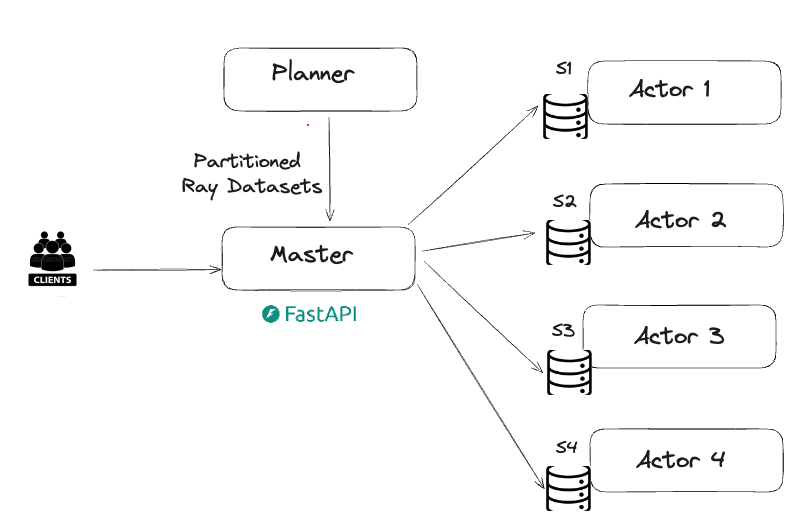 Planner
Partitioned
Ray Datasets
CLIENTS
Master
FastAPI
S1
Actor 1
S2
Actor 2
S3
Actor 3
S4
Actor 4